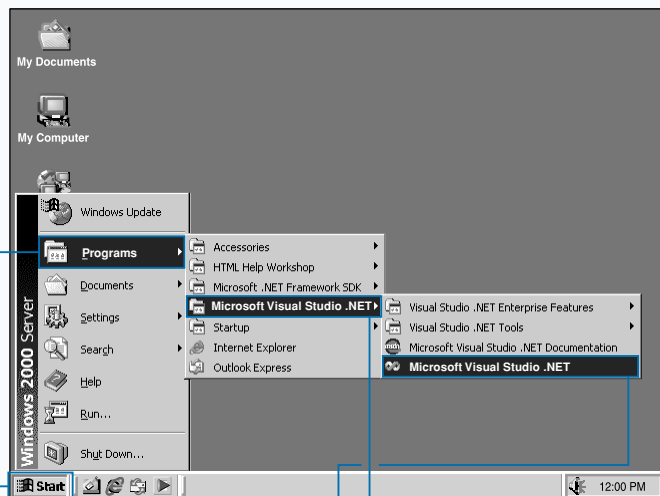 My Documents
My Computer
Windows Update
Programs
Documents
Settings
Search
Help
Run...
Shut Down...
Windows 2000 Server
Accessories
HTML Help Workshop
Microsoft .NET Framework SDK
Microsoft Visual Studio .NET
Startup
Internet Explorer
Outlook Express
Visual Studio .NET Enterprise Features
Visual Studio .NET Tools
Microsoft Visual Studio .NET Documentation
Microsoft Visual Studio .NET
Start
12:00 PM